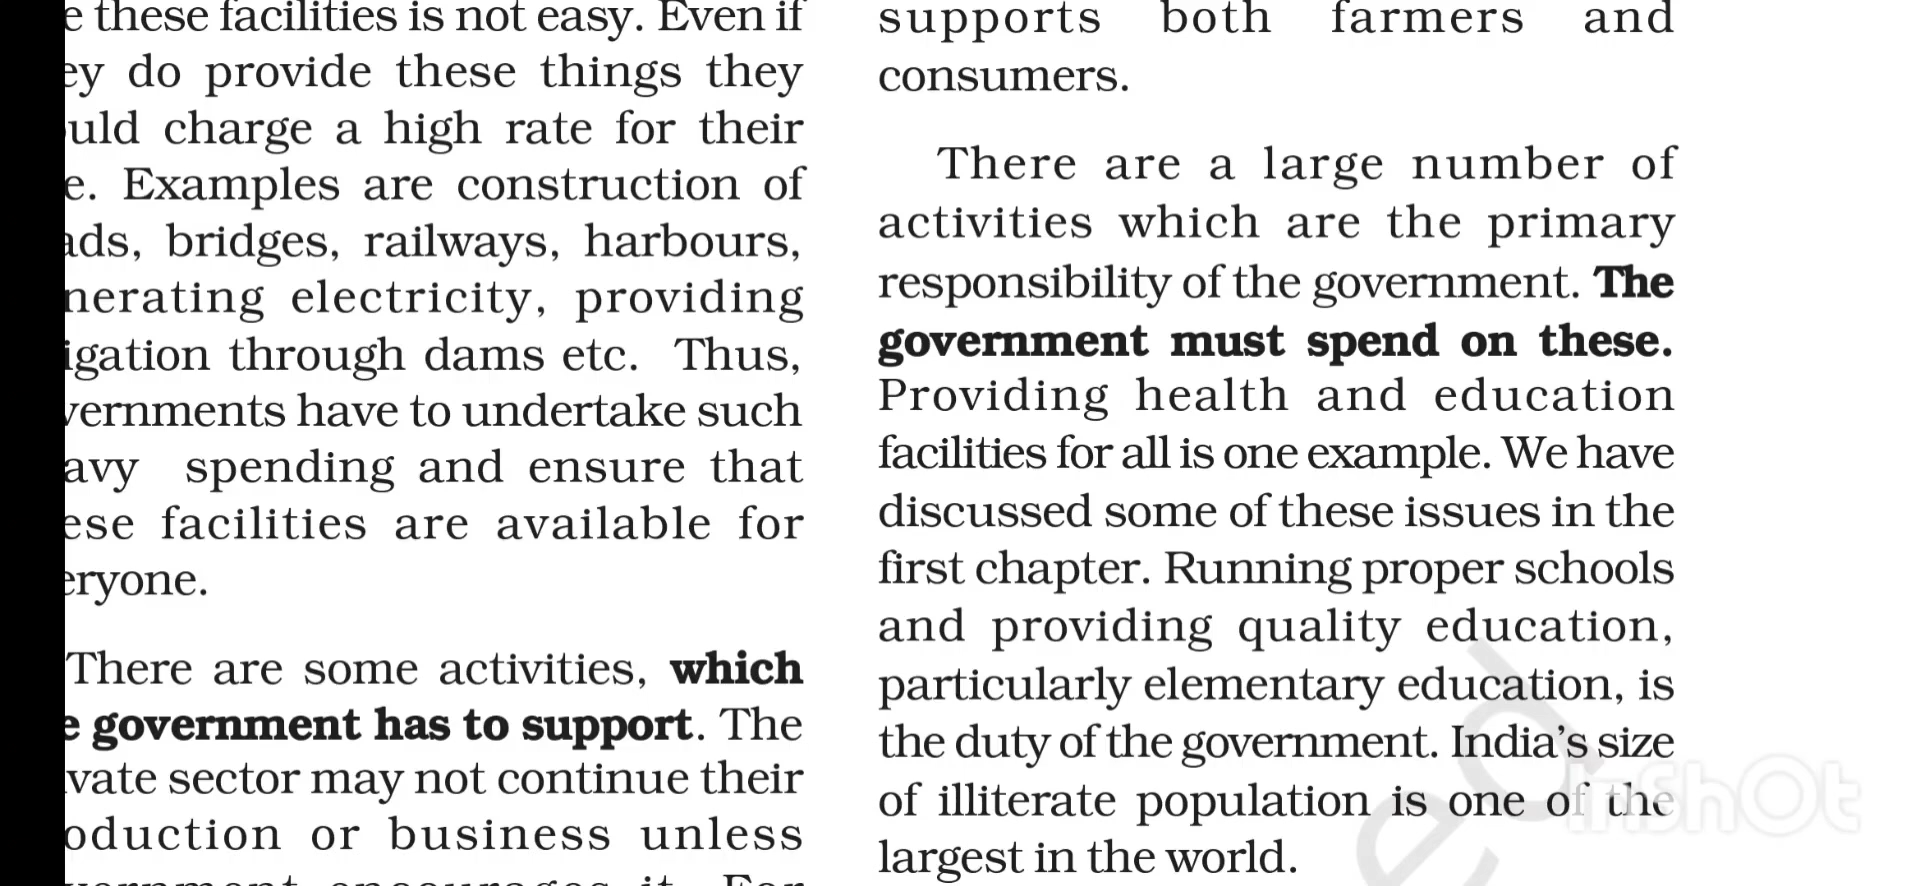 e these facilities is not easy. Even if
ey do provide these things they
uld charge a high rate for their
e. Examples are construction of
ads, bridges, railways, harbours,
nerating electricity, providing
igation through dams etc. Thus,
vernments have to undertake such
avy spending and ensure that
ese facilities are available for
eryone.
There are some activities, which
e government has to support. The
vate sector may not continue their
oduction or business unless
supports both farmers and
consumers.
There are a large number of
activities which are the primary
responsibility of the government. The
government must spend on these.
Providing health and education
facilities for all is one example. We have
discussed some of these issues in the
first chapter. Running proper schools
and providing quality education,
particularly elementary education, is
the duty of the government. India's size
of illiterate population is one of the
largest in the world.
InShOt